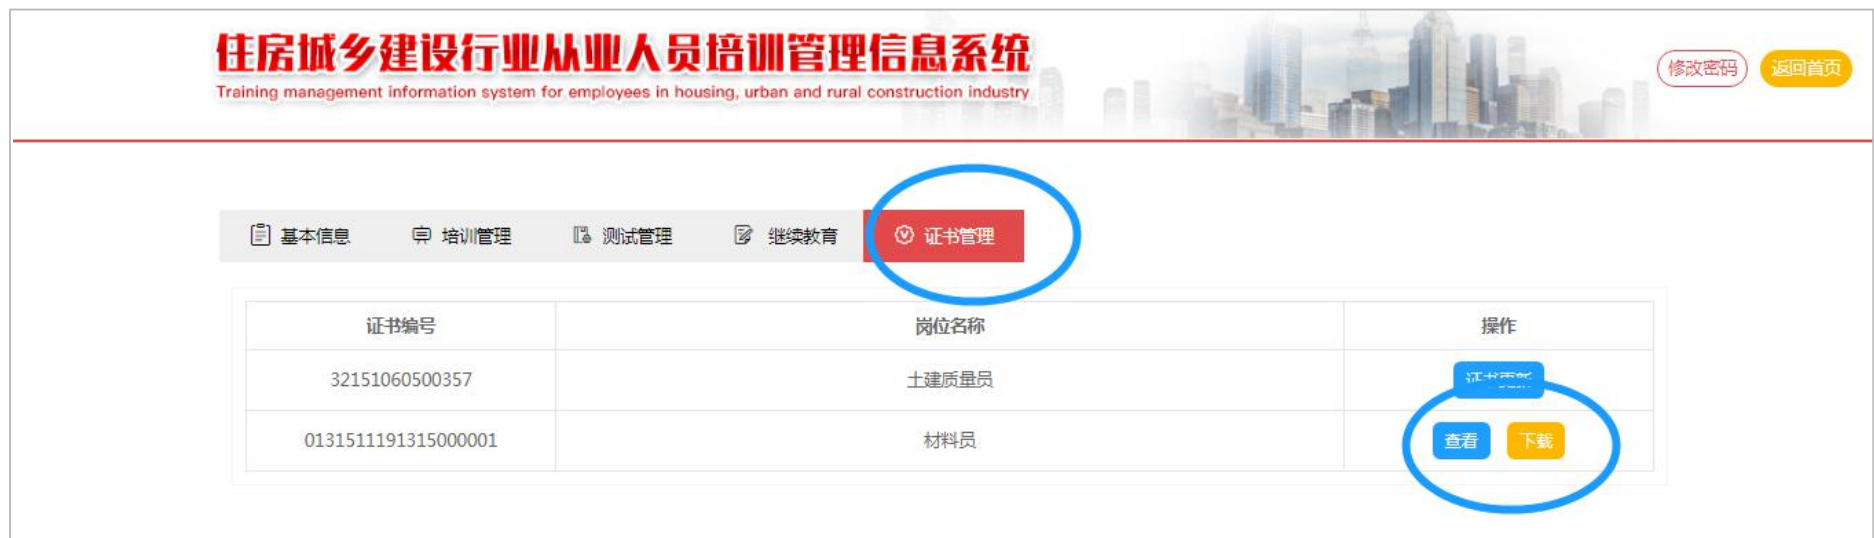 住房城乡建设行业从业人员培训管理信息系统
Training management information system for employees in housing, urban and rural construction industry
修改密码 返回首页
基本信息 培训管理 测试管理 继续教育 证书管理
证书编号 岗位名称 操作
32151060500357 土建质量员 证书更新
0131511191315000001 材料员 查看 下载